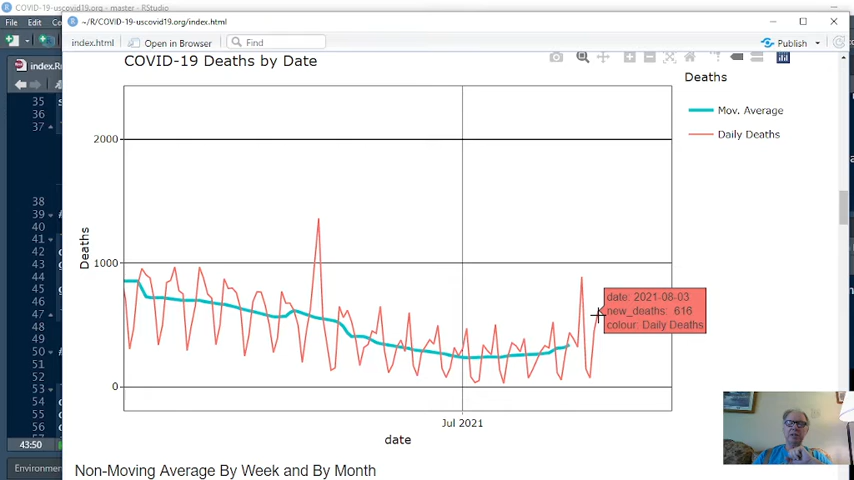 COVID-19-uscovid19.org - master - RStudio
File Edit
~/R/COVID-19-uscovid19.org/index.html
index.html Open in Browser Find Publish
index.R
35
36
37
38
39
40
41
42
43
44
45
46
47
48
49
50
51
52
53
54
55
56
43:50
Environmen
COVID-19 Deaths by Date
Deaths
Mov. Average
Daily Deaths
2000
1000
0
Deaths
Jul 2021
date
date: 2021-08-03
new_deaths: 616
colour: Daily Deaths
Non-Moving Average By Week and By Month